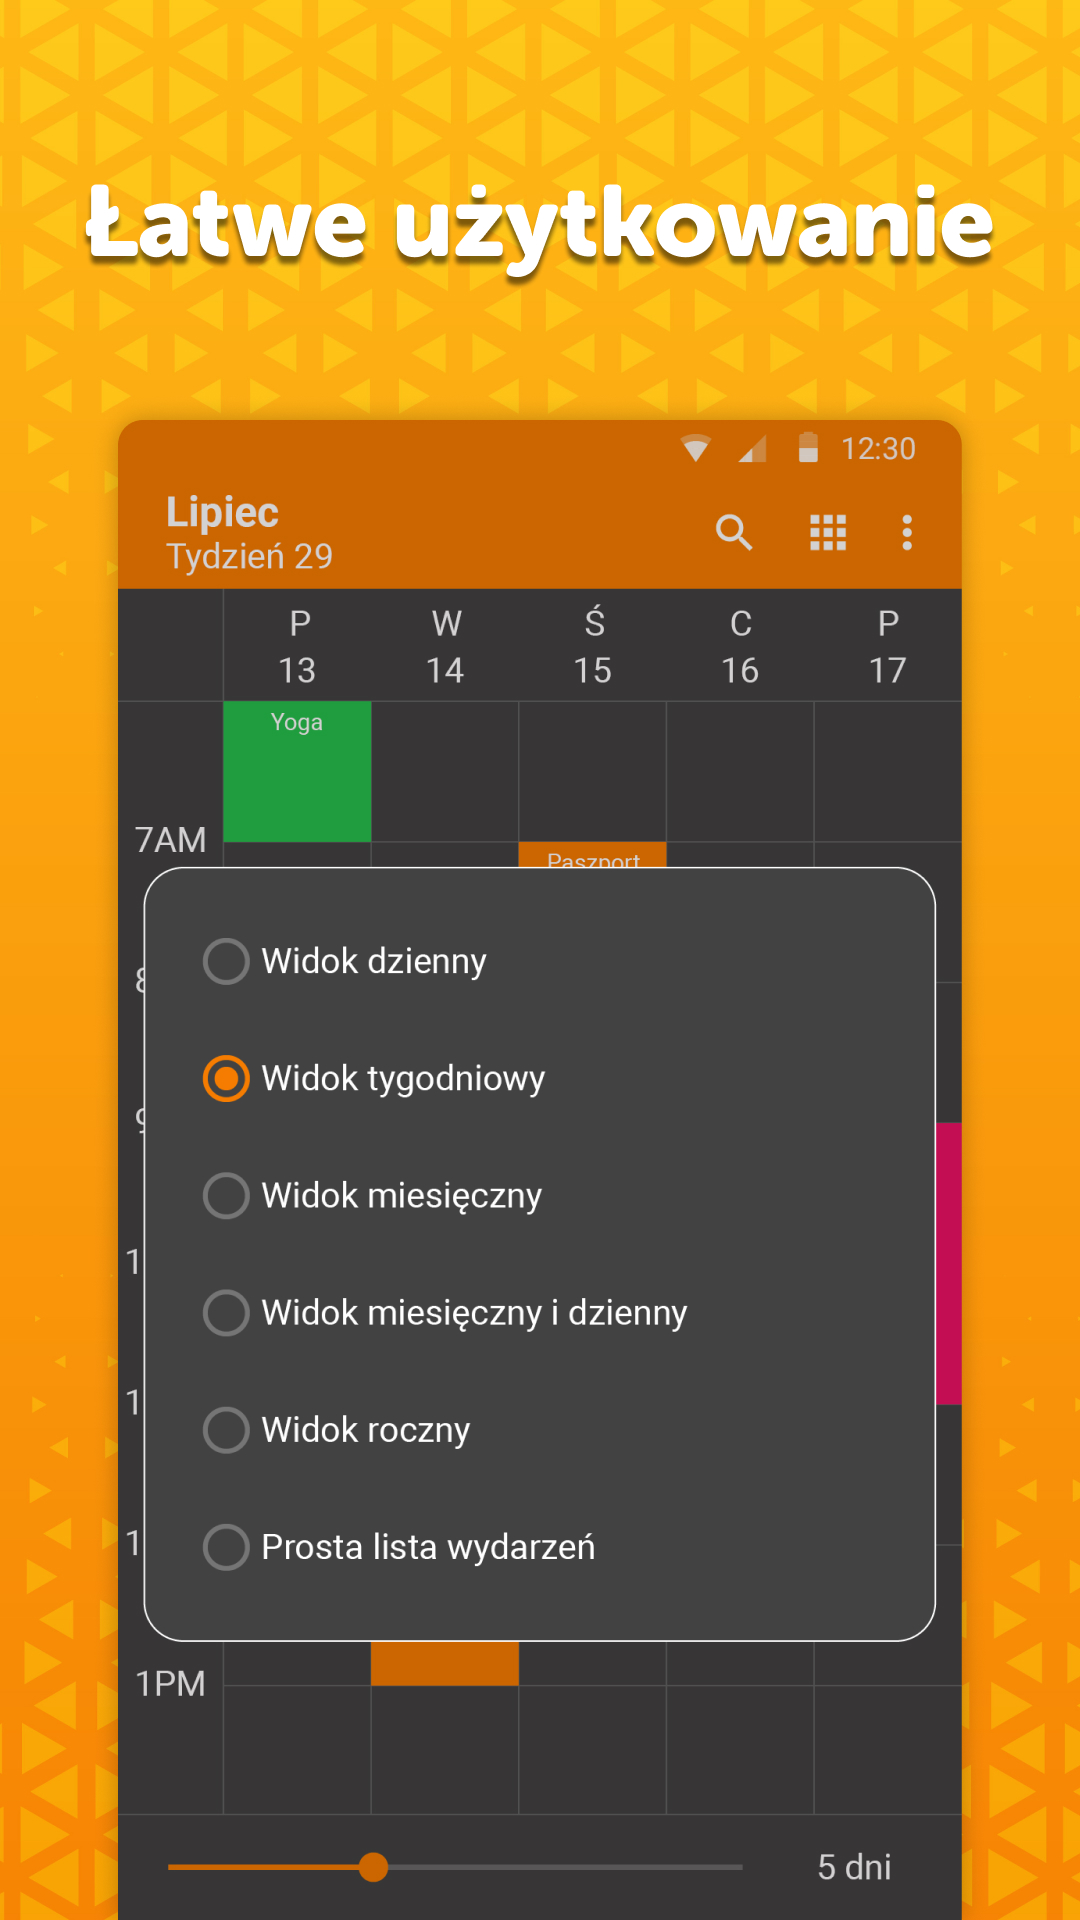 Łatwe użytkowanie
12:30
Lipiec
Tydzień 29
P W Ś C P
13 14 15 16 17
Yoga
7AM
Paszport
Widok dzienny
Widok tygodniowy
Widok miesięczny
Widok miesięczny i dzienny
Widok roczny
Prosta lista wydarzeń
1PM
5 dni